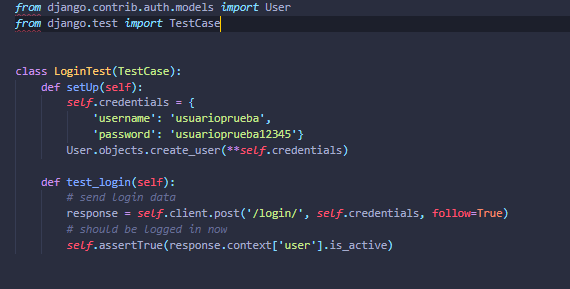 from django.contrib.auth.models import User
from django.test import TestCase
class LoginTest(TestCase):
    def setUp(self):
        self.credentials = {
            'username': 'usuarioprueba',
            'password': 'usuarioprueba12345'}
        User.objects.create_user(**self.credentials)
    def test_login(self):
        # send login data
        response = self.client.post('/login/', self.credentials, follow=True)
        # should be logged in now
        self.assertTrue(response.context['user'].is_active)